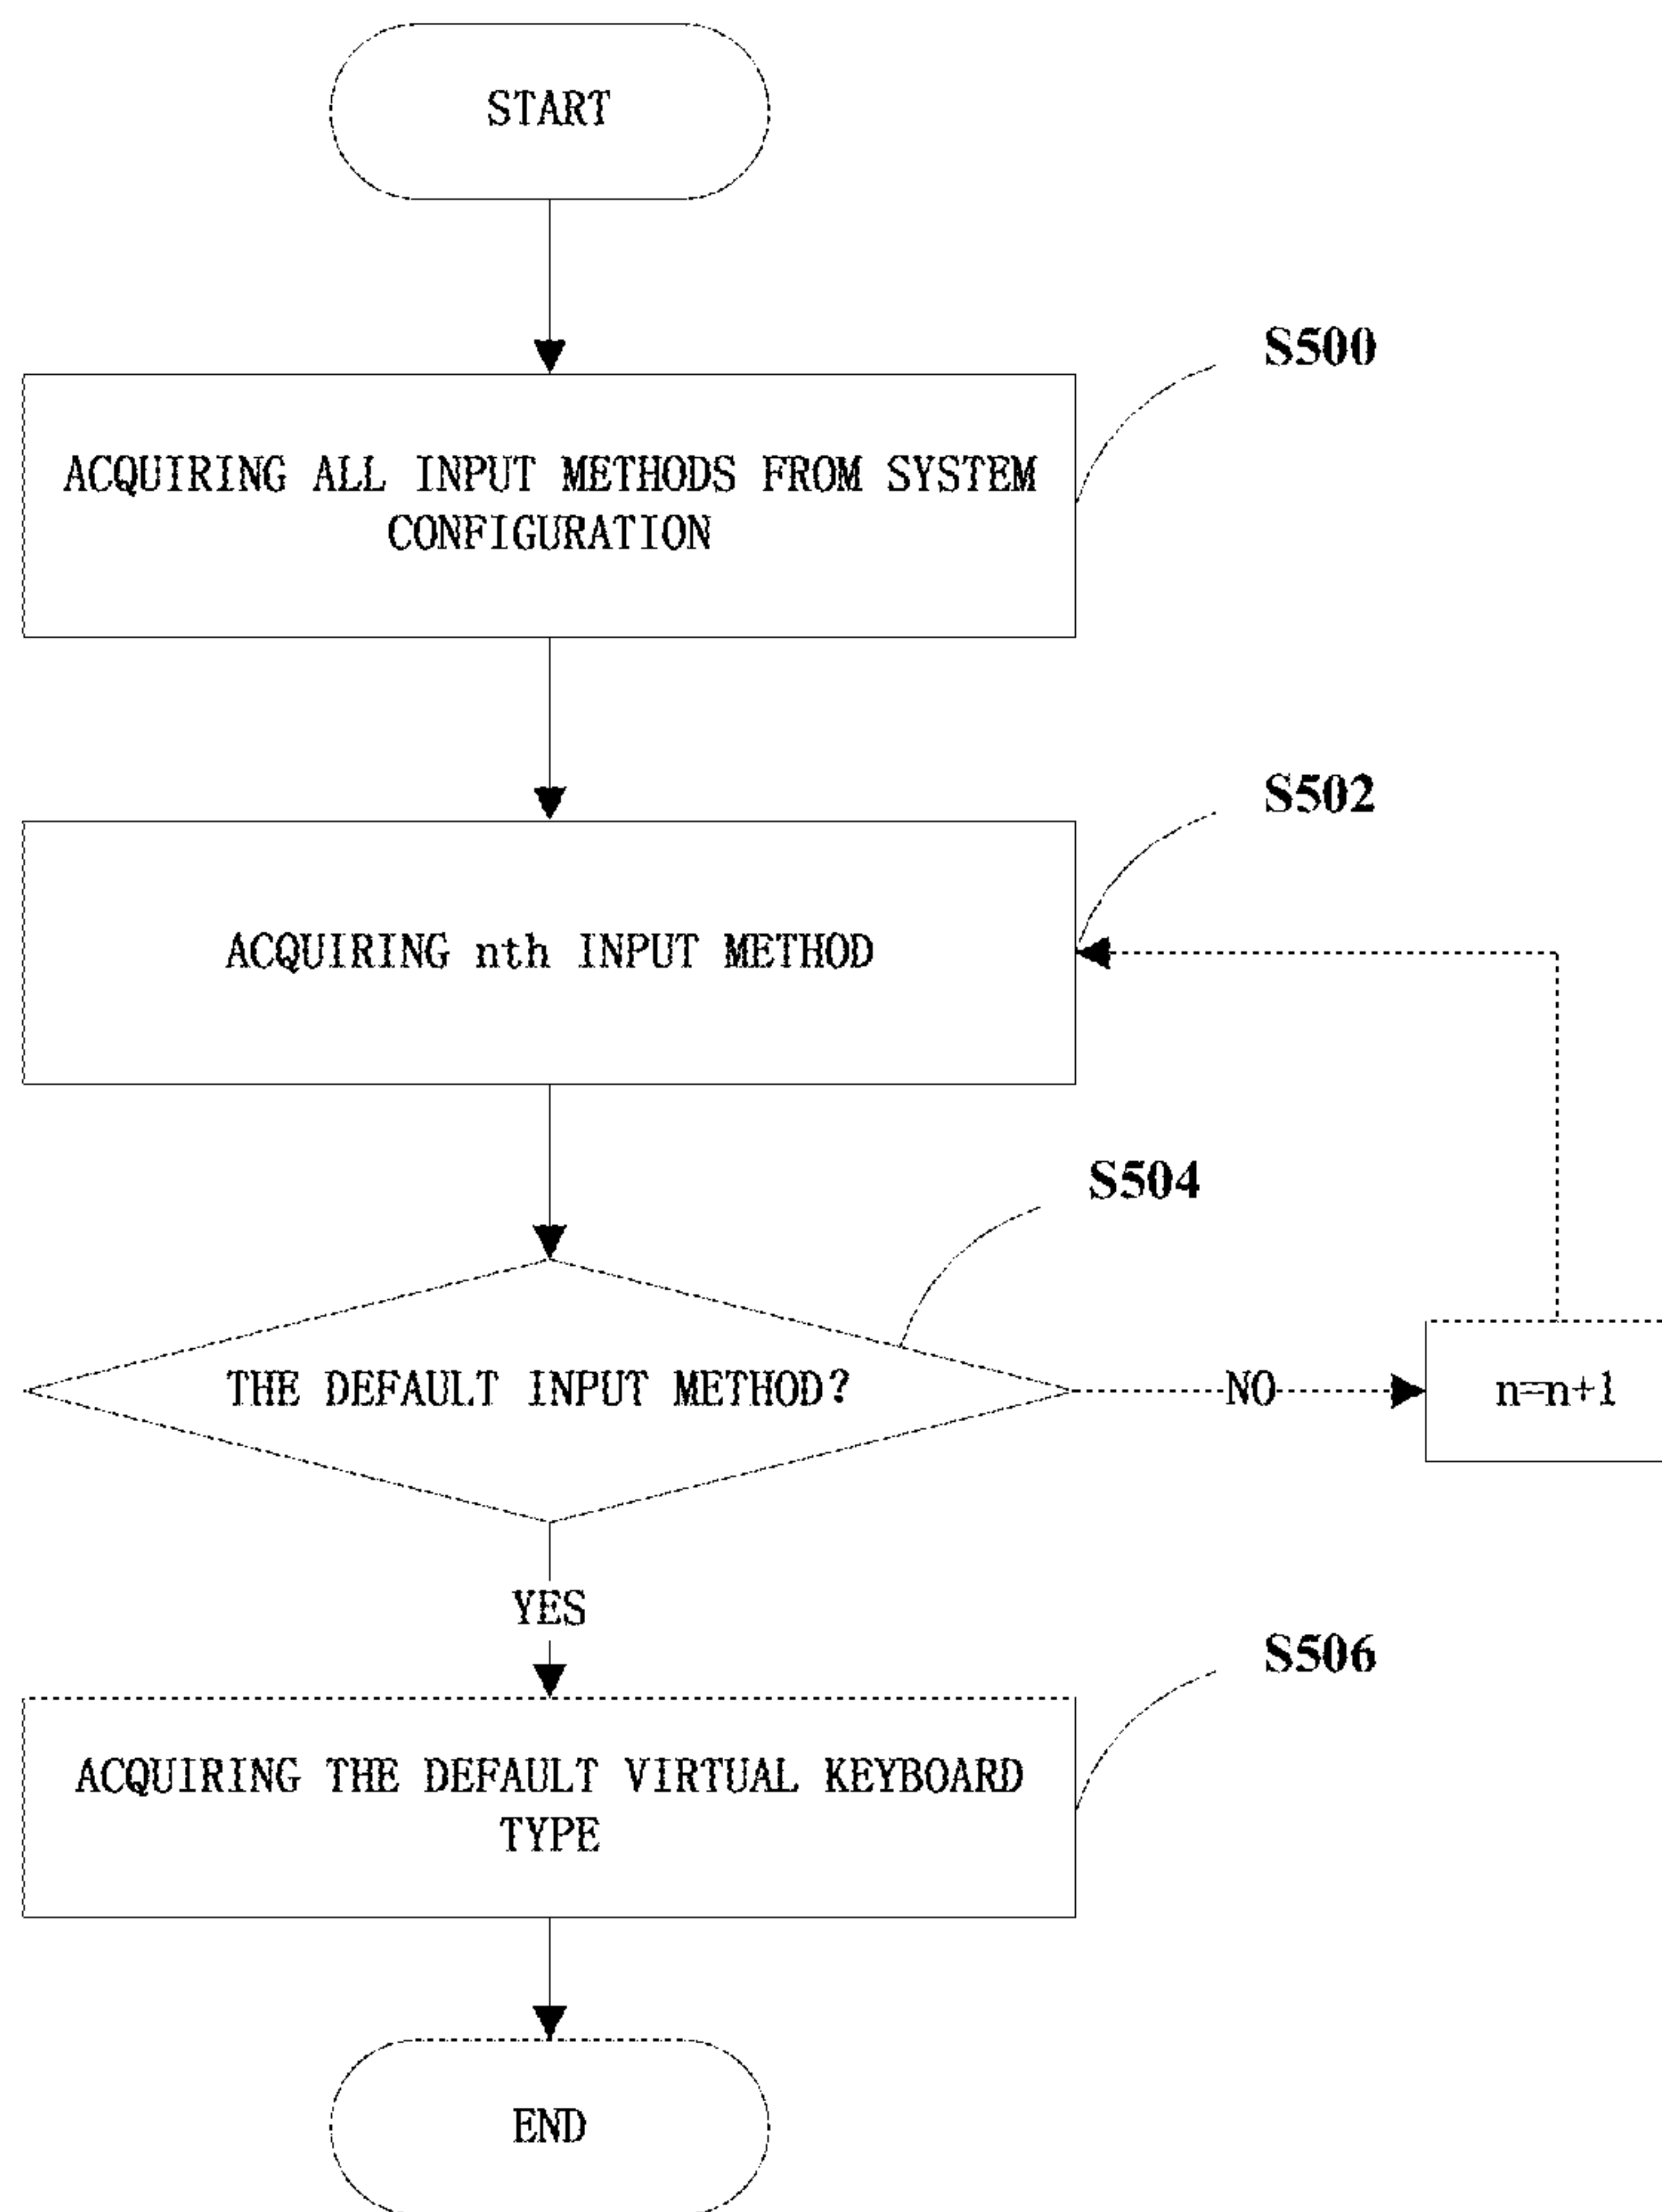 START
S500
ACQUIRING ALL INPUT METHODS FROM SYSTEM
CONFIGURATION
S502
ACQUIRING nth INPUT METHOD
S504
THE DEFAULT INPUT METHOD?
NO
n=n+1
YES
S506
ACQUIRING THE DEFAULT VIRTUAL KEYBOARD
TYPE
END